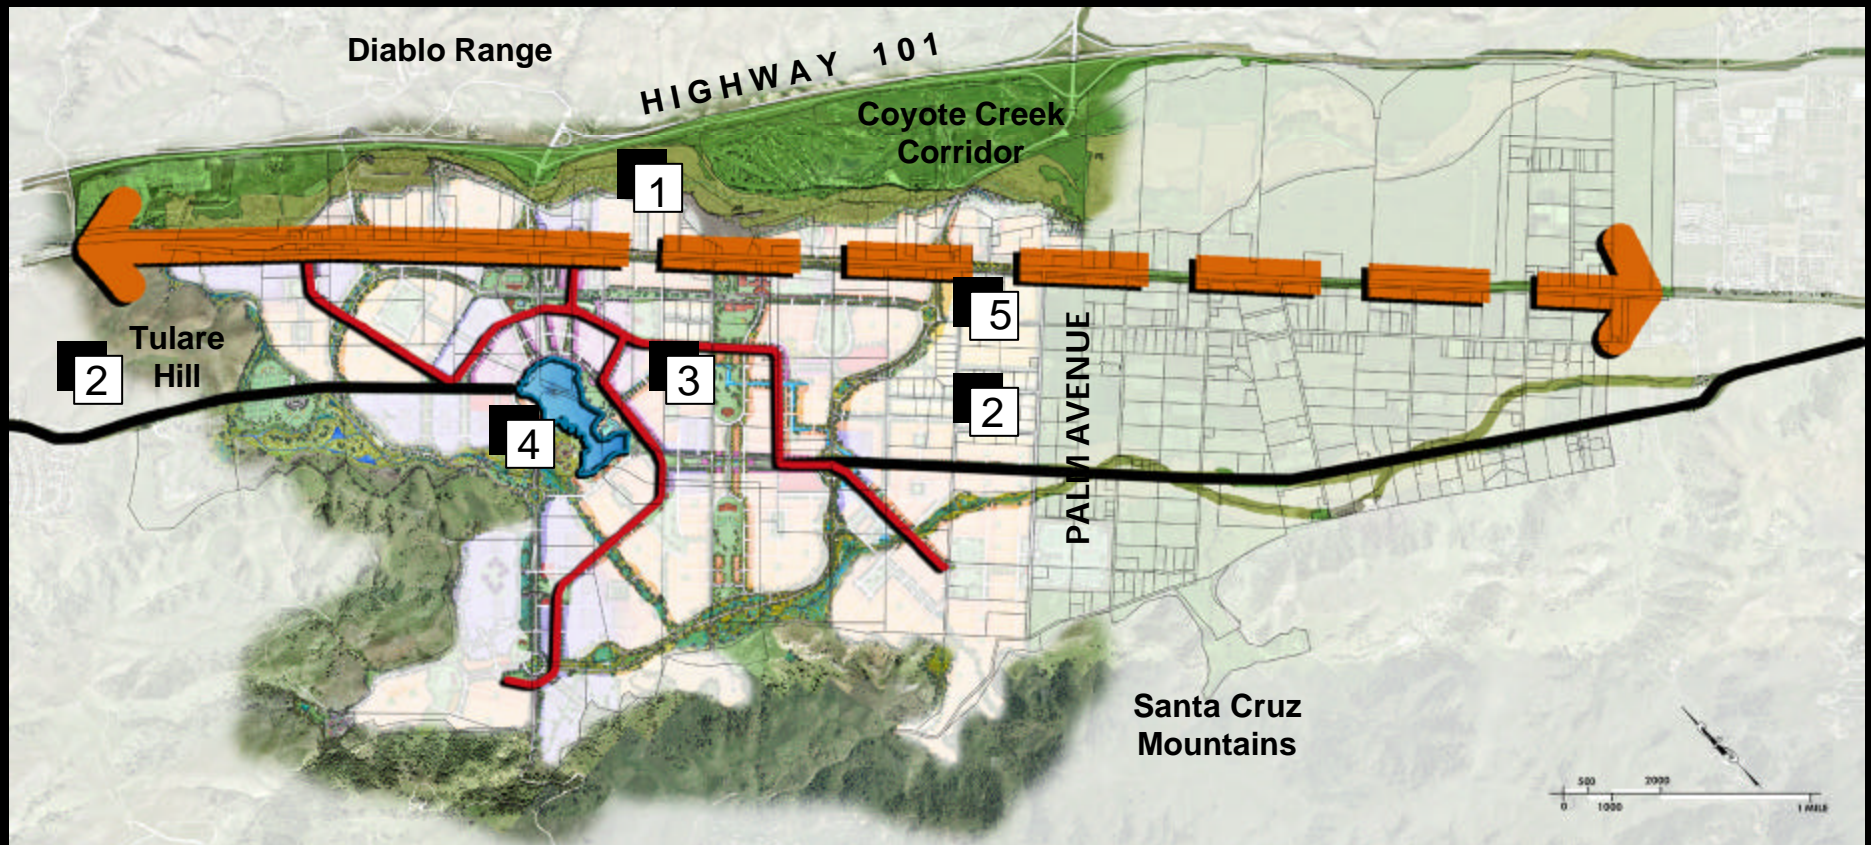 Diablo Range
HIGHWAY 101
Coyote Creek
Corridor
1
5
Tulare
Hill
2
3
2
4
PALM AVENUE
Santa Cruz
Mountains
500
2000
0
1000
1 MILE